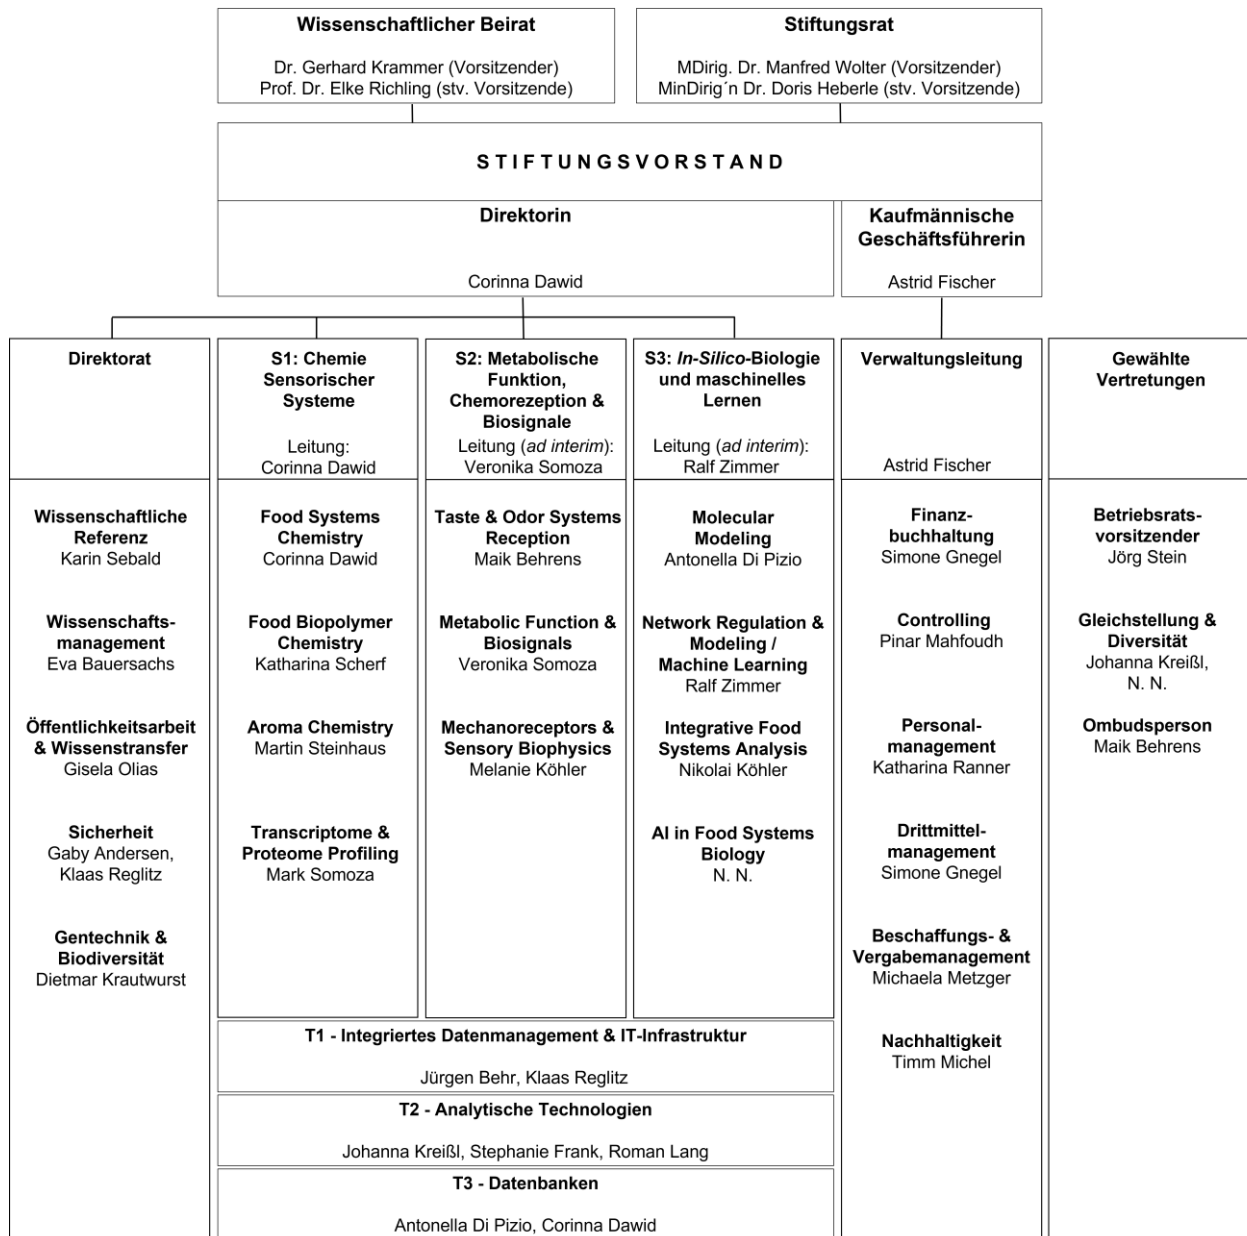 Wissenschaftlicher Beirat
Dr. Gerhard Krammer (Vorsitzender)
Prof. Dr. Elke Richling (stv. Vorsitzende)
Stiftungsrat
MDirig. Dr. Manfred Wolter (Vorsitzender)
MinDirig´n Dr. Doris Heberle (stv. Vorsitzende)
STIFTUNGSVORSTAND
Direktorin
Corinna Dawid
Kaufmännische
Geschäftsführerin
Astrid Fischer
Direktorat
Wissenschaftliche
Referenz
Karin Sebald
Wissenschafts-
management
Eva Bauersachs
Öffentlichkeitsarbeit
& Wissenstransfer
Gisela Olias
Sicherheit
Gaby Andersen,
Klaas Reglitz
Gentechnik &
Biodiversität
Dietmar Krautwurst
S1: Chemie
Sensorischer
Systeme
Leitung:
Corinna Dawid
Food Systems
Chemistry
Corinna Dawid
Food Biopolymer
Chemistry
Katharina Scherf
Aroma Chemistry
Martin Steinhaus
Transcriptome &
Proteome Profiling
Mark Somoza
S2: Metabolische
Funktion,
Chemorezeption &
Biosignale
Leitung (ad interim):
Veronika Somoza
Taste & Odor Systems
Reception
Maik Behrens
Metabolic Function &
Biosignals
Veronika Somoza
Mechanoreceptors &
Sensory Biophysics
Melanie Köhler
S3: In-Silico-Biologie
und maschinelles
Lernen
Leitung (ad interim):
Ralf Zimmer
Molecular
Modeling
Antonella Di Pizio
Network Regulation &
Modeling /
Machine Learning
Ralf Zimmer
Integrative Food
Systems Analysis
Nikolai Köhler
AI in Food Systems
Biology
N. N.
T1 - Integriertes Datenmanagement & IT-Infrastruktur
Jürgen Behr, Klaas Reglitz
T2 - Analytische Technologien
Johanna Kreißl, Stephanie Frank, Roman Lang
T3 - Datenbanken
Antonella Di Pizio, Corinna Dawid
Verwaltungsleitung
Astrid Fischer
Finanz-
buchhaltung
Simone Gnegel
Controlling
Pinar Mahfoudh
Personal-
management
Katharina Ranner
Drittmittel-
management
Simone Gnegel
Beschaffungs- &
Vergabemanagement
Michaela Metzger
Nachhaltigkeit
Timm Michel
Gewählte
Vertretungen
Betriebsrats-
vorsitzender
Jörg Stein
Gleichstellung &
Diversität
Johanna Kreißl,
N. N.
Ombudsperson
Maik Behrens